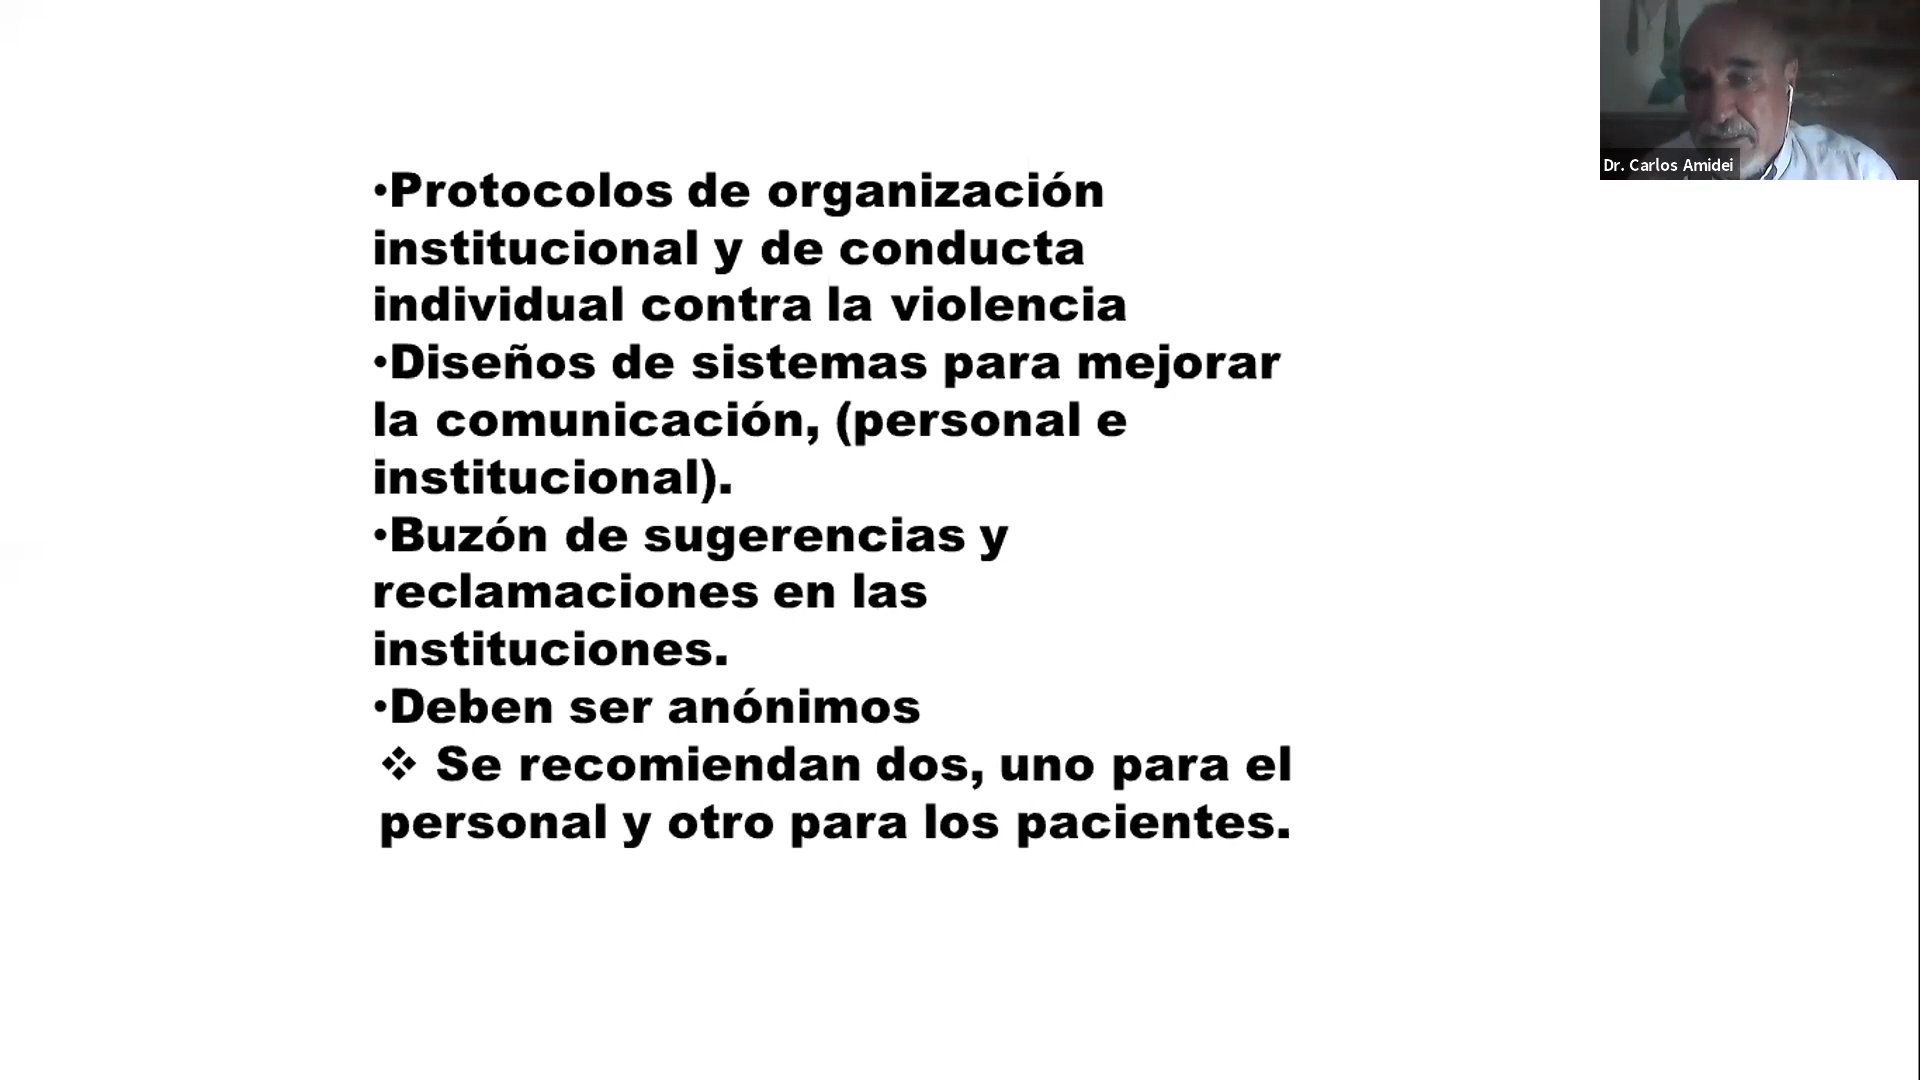 •Protocolos de organización
institucional y de conducta
individual contra la violencia
•Diseños de sistemas para mejorar
la comunicación, (personal e
institucional).
•Buzón de sugerencias y
reclamaciones en las
instituciones.
•Deben ser anónimos
❖ Se recomiendan dos, uno para el
personal y otro para los pacientes.
Dr. Carlos Amidei